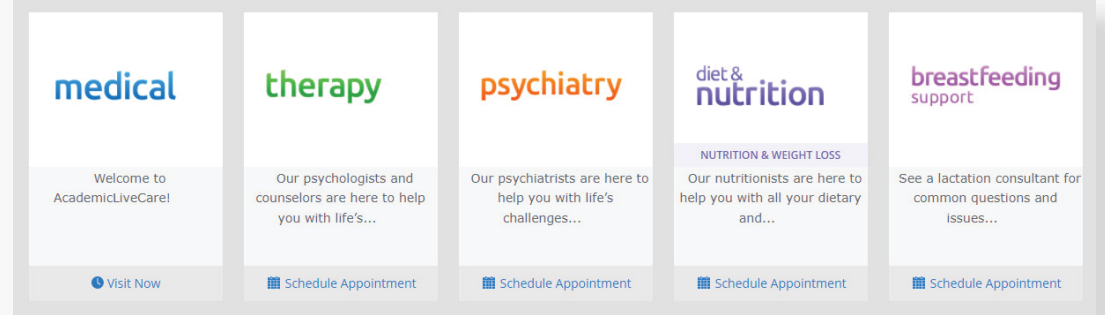 medical
Welcome to
AcademicLiveCare!
Visit Now
therapy
Our psychologists and
counselors are here to help
you with life's...
Schedule Appointment
psychiatry
Our psychiatrists are here to
help you with life's
challenges...
Schedule Appointment
diet &
nutrition
NUTRITION & WEIGHT LOSS
Our nutritionists are here to
help you with all your dietary
and...
Schedule Appointment
breastfeeding
support
See a lactation consultant for
common questions and
issues...
Schedule Appointment